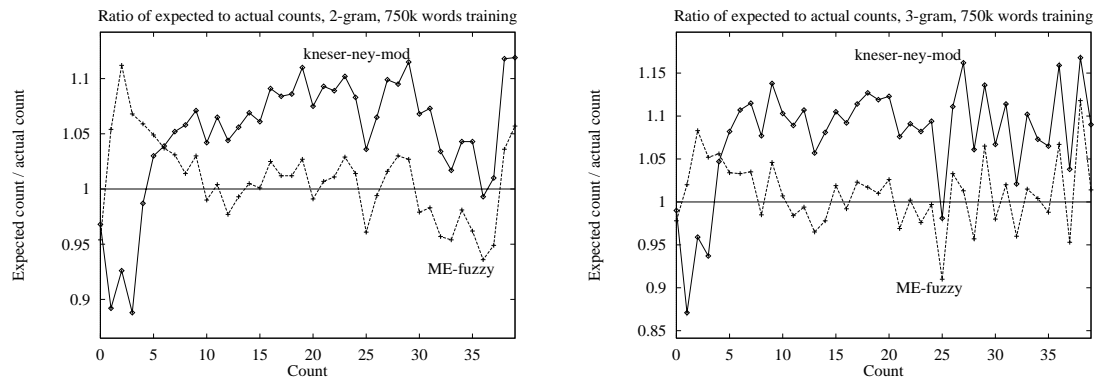 Ratio of expected to actual counts, 2-gram, 750k words training
kneser-ney-mod
1.1
1.05
1
0.95
0.9
Expected count / actual count
ME-fuzzy
0 5 10 15 20 25 30 35
Count
Ratio of expected to actual counts, 3-gram, 750k words training
kneser-ney-mod
1.15
1.1
1.05
1
0.95
0.9
0.85
Expected count / actual count
ME-fuzzy
0 5 10 15 20 25 30 35
Count